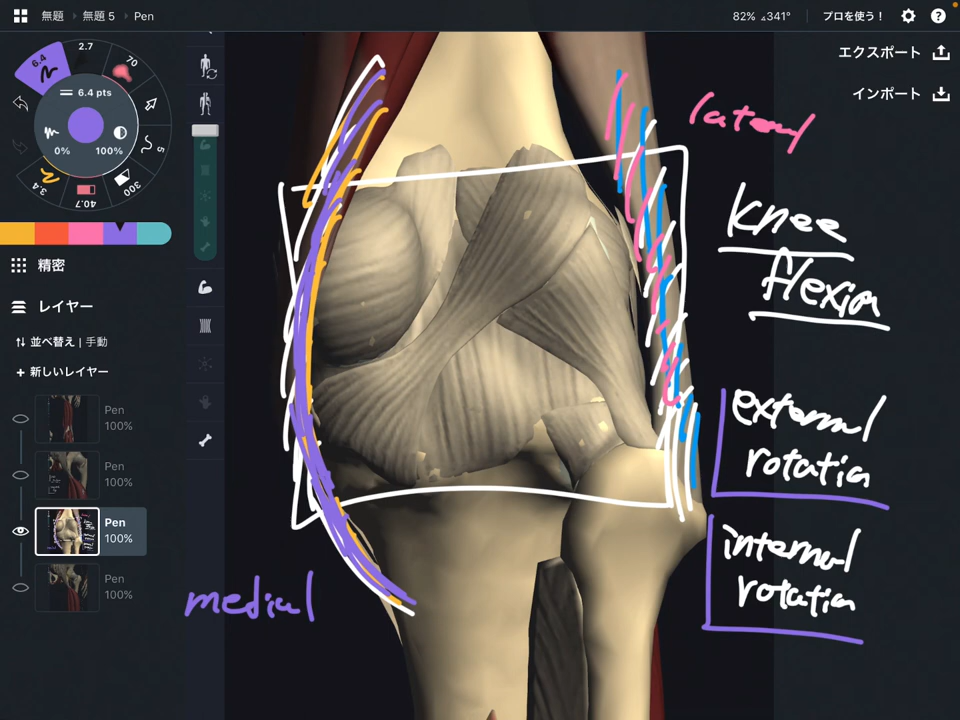 無題 無題 5 Pen
82% ⊿341° プロを使う！
エクスポート
インポート
2.7
6.4
70
6.4 pts
0% 100%
5
300
40.7
3.4
精密
レイヤー
並べ替え | 手動
+ 新しいレイヤー
Pen
100%
Pen
100%
Pen
100%
Pen
100%
lateral
knee
flexion
external
rotation
internal
rotation
medial